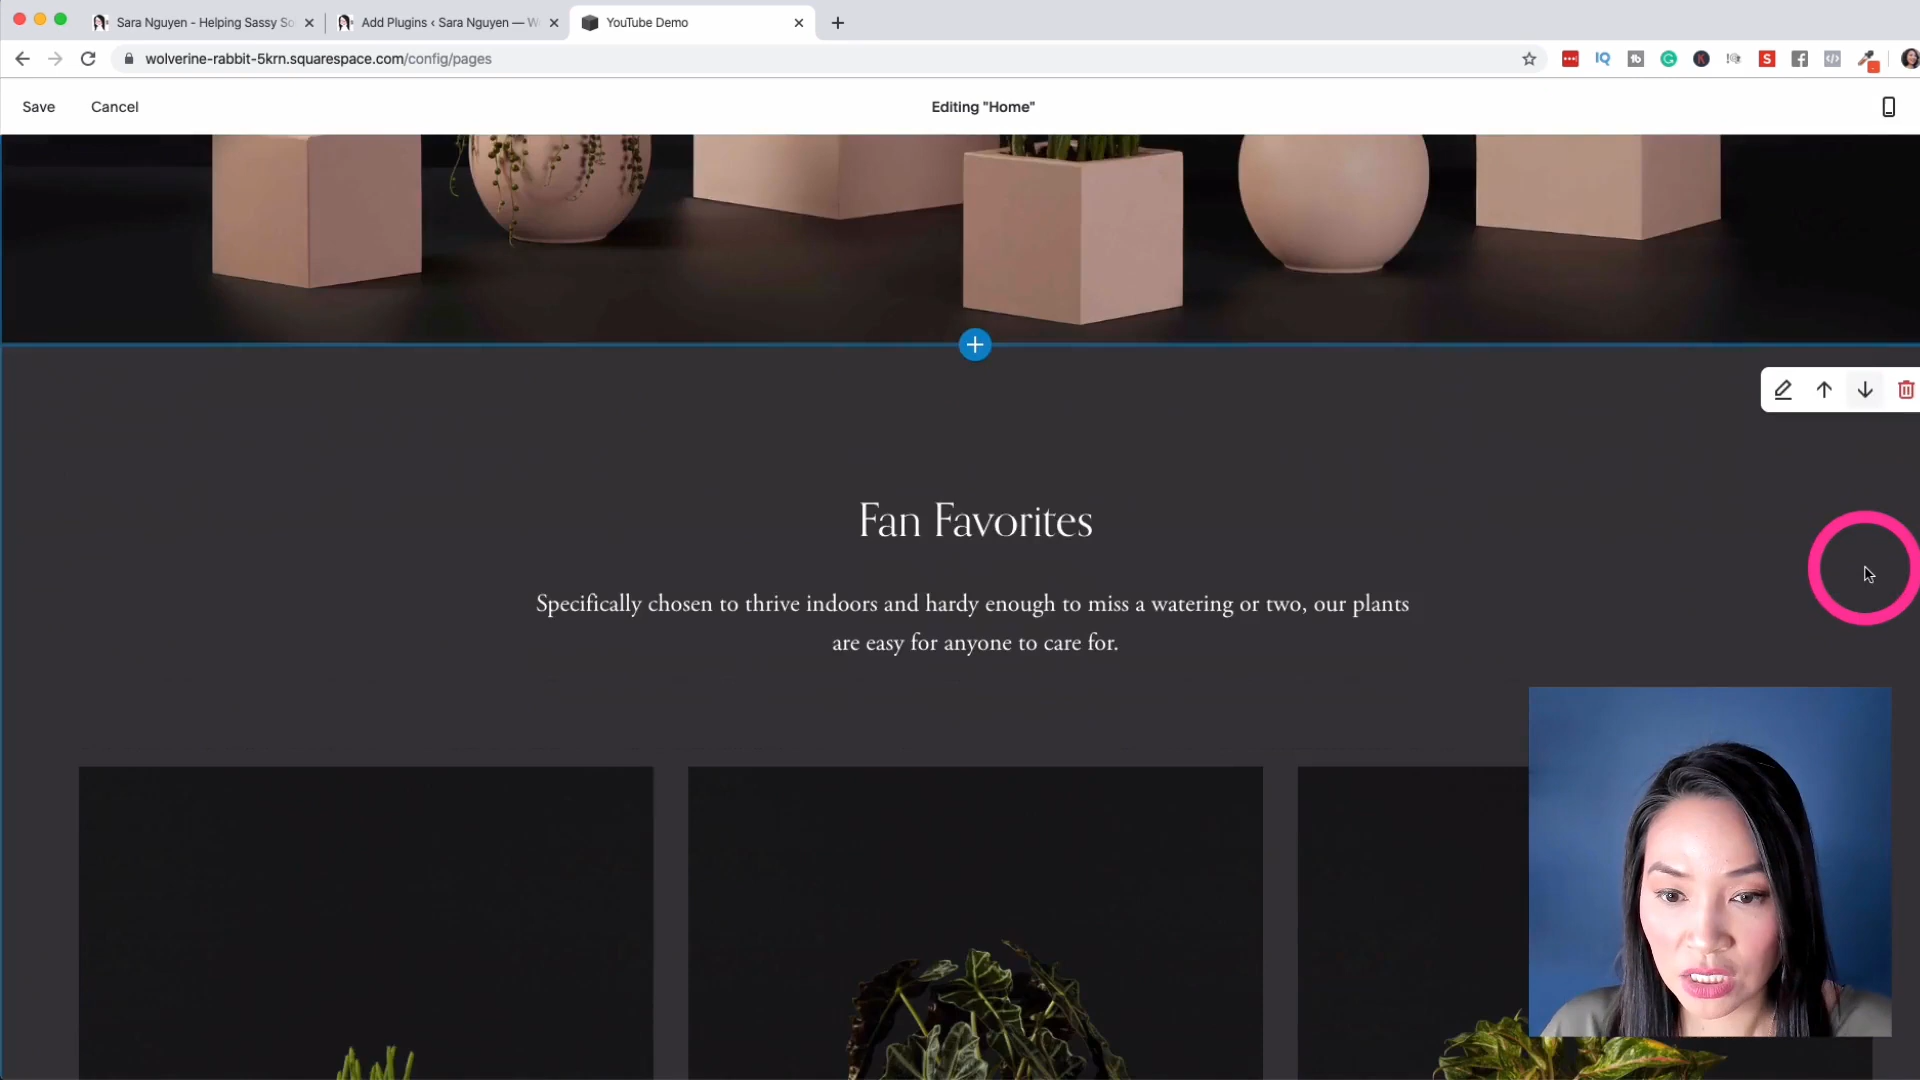 Sara Nguyen - Helping Sassy So
Add Plugins ‹ Sara Nguyen — W
YouTube Demo
wolverine-rabbit-5krn.squarespace.com/config/pages
IQ
S
Save
Cancel
Editing "Home"
Fan Favorites
Specifically chosen to thrive indoors and hardy enough to miss a watering or two, our plants
are easy for anyone to care for.